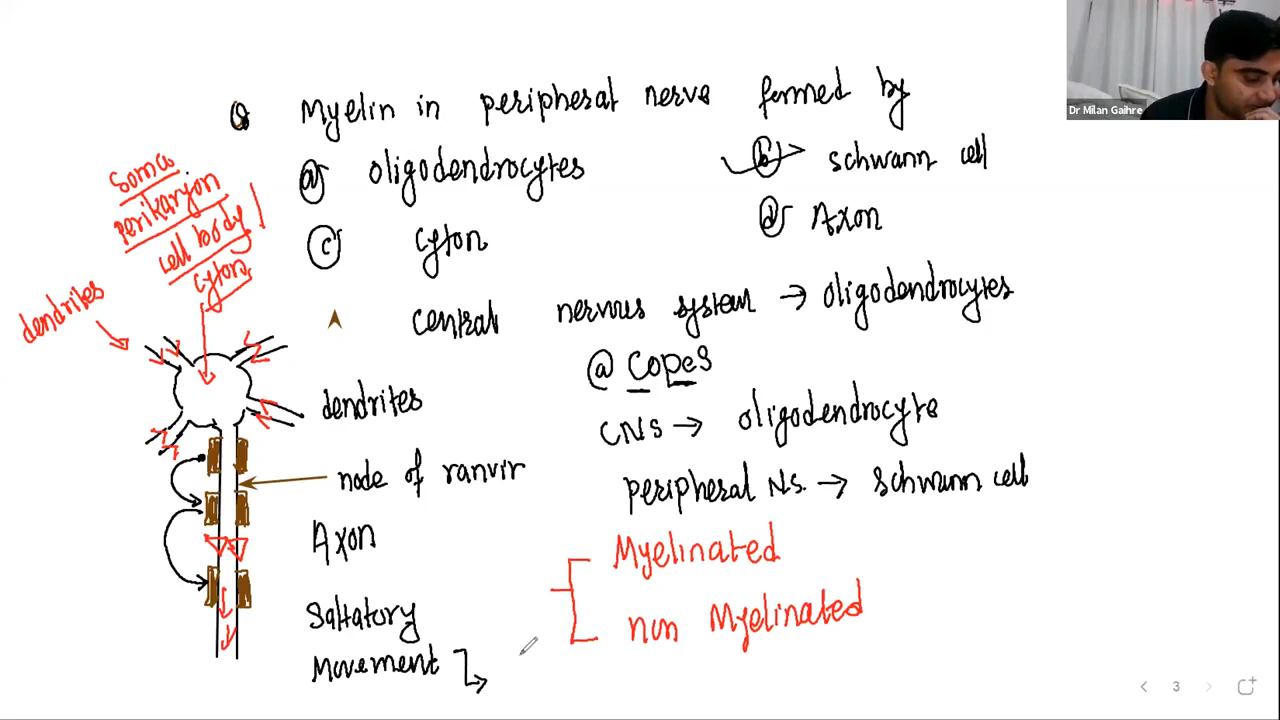 Dr Milan Gaihre
Q Myelin in peripheral nerve formed by
(a) oligodendrocytes
(b) schwann cell
(c) cyton
(d) Axon
central nervous system → oligodendrocytes
@ COPeS
CNS → oligodendrocyte
peripheral N.S. → schwann cell
Myelinated
non Myelinated
Soma
perikaryon
cell body /
cyton
dendrites
dendrites
node of ranvir
Axon
Saltatory
Movement
3